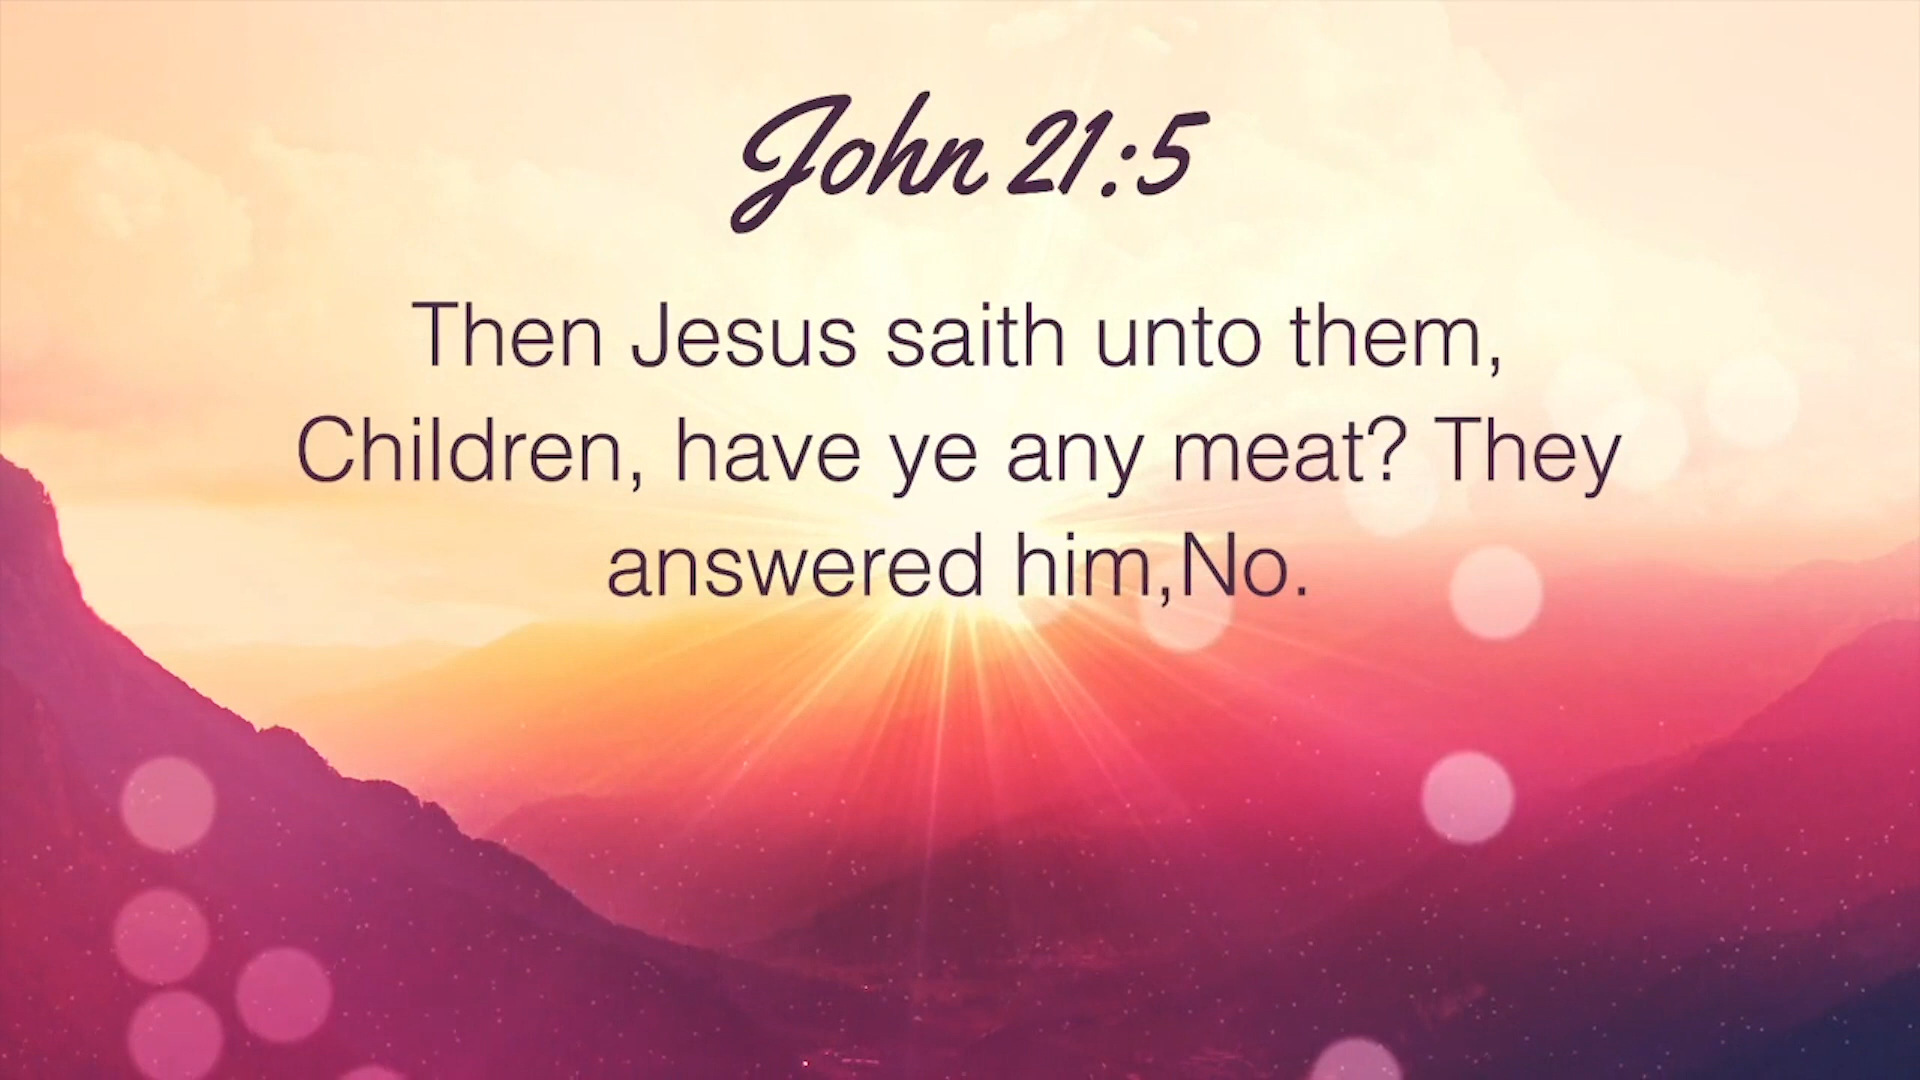 John 21:5
Then Jesus saith unto them,
Children, have ye any meat? They
answered him,No.